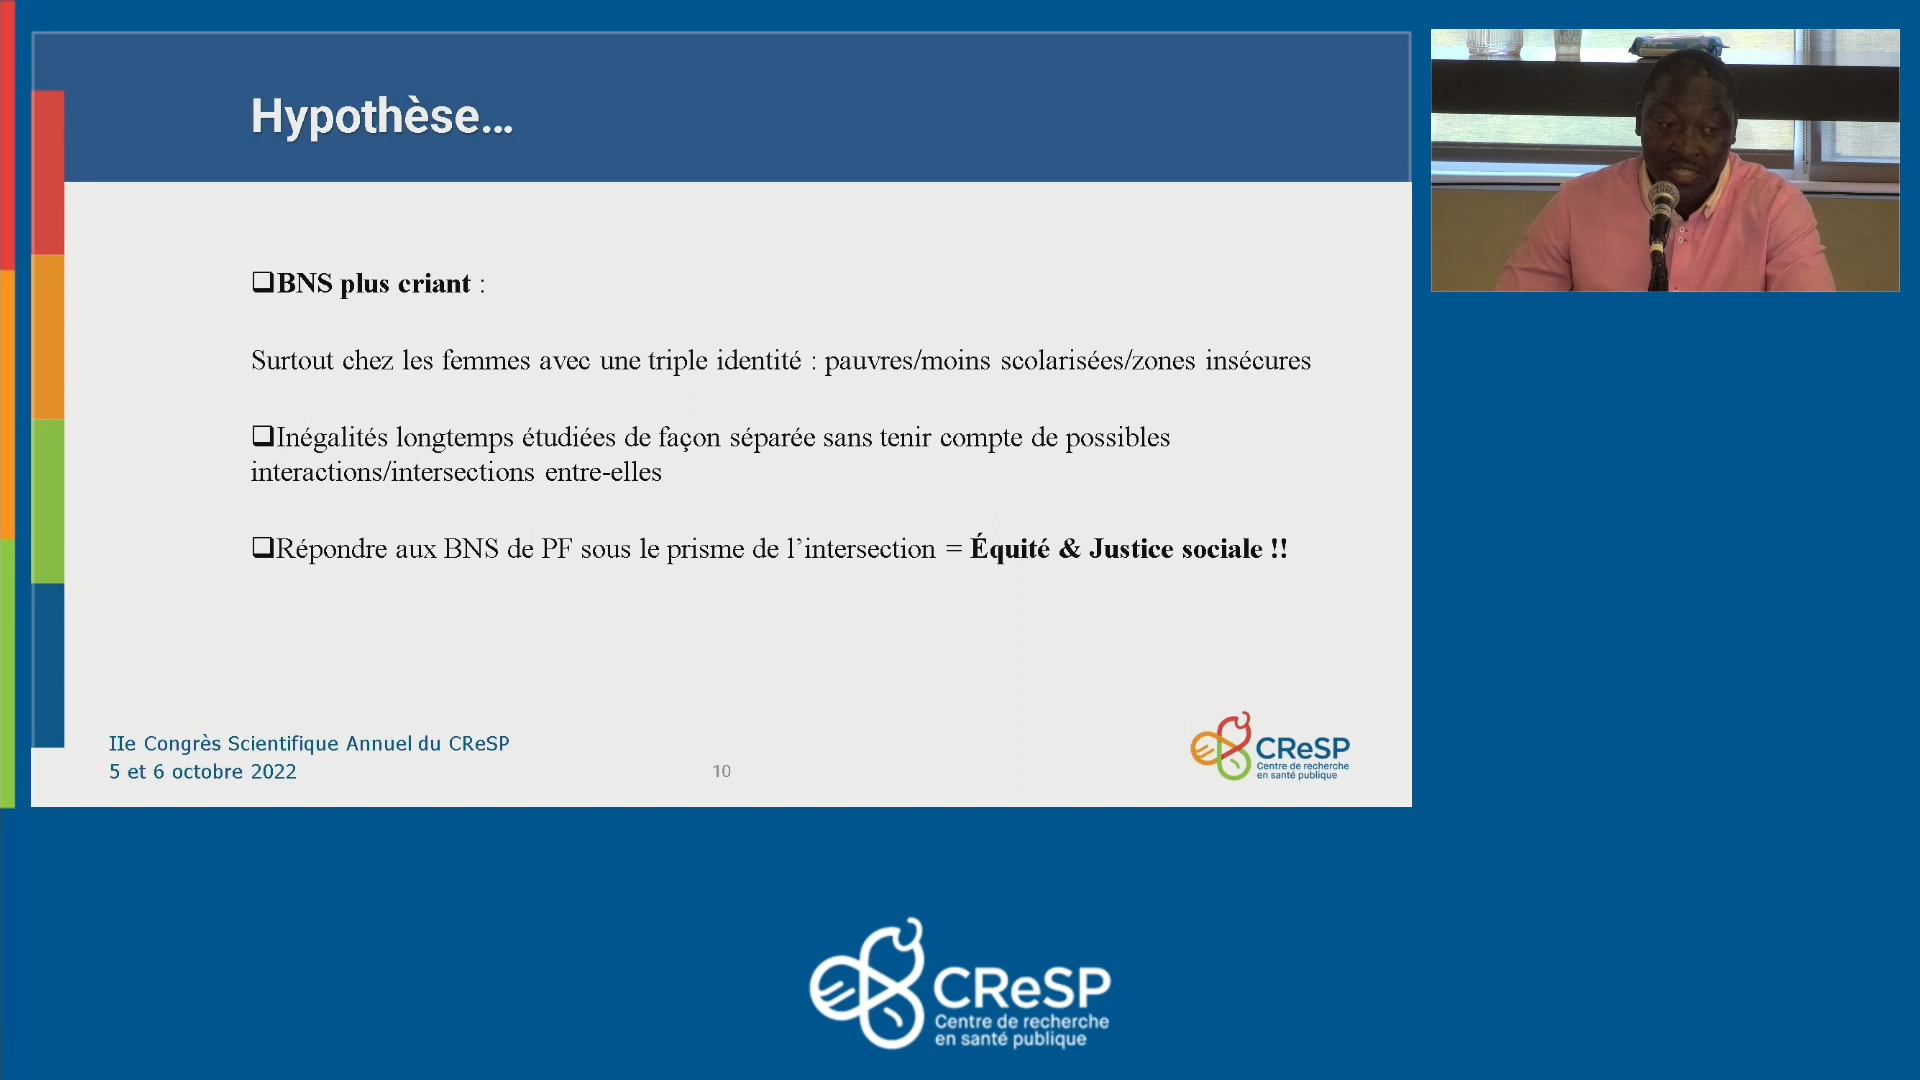 Hypothèse...
❑BNS plus criant :
Surtout chez les femmes avec une triple identité : pauvres/moins scolarisées/zones insécures
❑Inégalités longtemps étudiées de façon séparée sans tenir compte de possibles
interactions/intersections entre-elles
❑Répondre aux BNS de PF sous le prisme de l’intersection = Équité & Justice sociale !!
IIe Congrès Scientifique Annuel du CReSP
5 et 6 octobre 2022
10
CReSP
Centre de recherche
en santé publique
CReSP
Centre de recherche
en santé publique